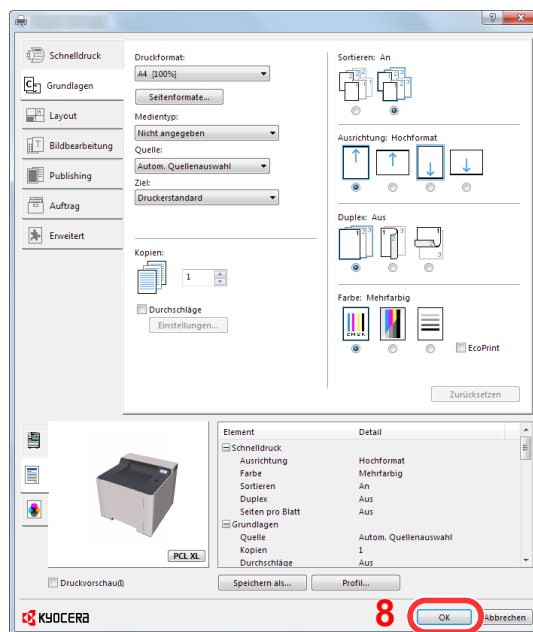 Schnelldruck
Grundlagen
Layout
Bildbearbeitung
Publishing
Auftrag
Erweitert
Druckformat:
A4 [100%]
Seitenformate...
Medientyp:
Nicht angegeben
Quelle:
Autom. Quellenauswahl
Ziel:
Druckerstandard
Kopien:
1
Durchschläge
Einstellungen...
Sortieren: An
Ausrichtung: Hochformat
Duplex: Aus
Farbe: Mehrfarbig
CMYK
EcoPrint
Zurücksetzen
PCL XL
Druckvorschau(I)
Element Detail
Schnelldruck
Ausrichtung Hochformat
Farbe Mehrfarbig
Sortieren An
Duplex Aus
Seiten pro Blatt Aus
Grundlagen
Quelle Autom. Quellenauswahl
Kopien 1
Durchschläge Aus
Speichern als... Profil...
KYOCERA
8
OK Abbrechen